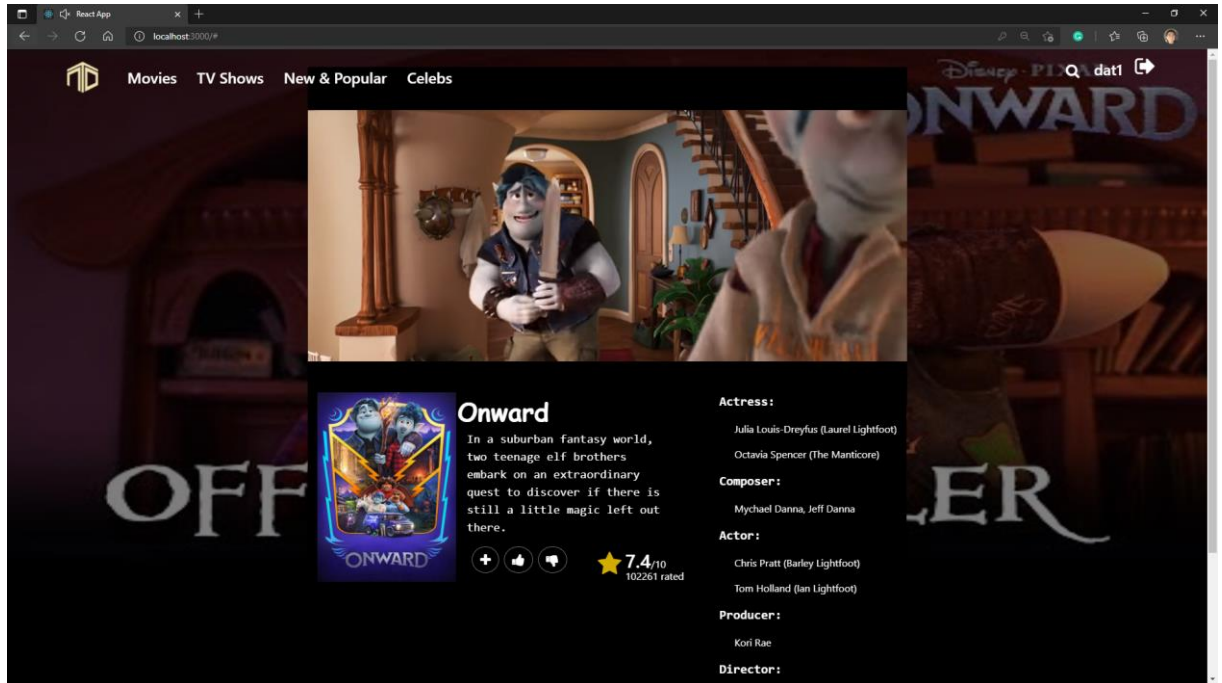 React App
localhost:3000/#
Movies TV Shows New & Popular Celebs
dat1
DISNEY · PIXAR
ONWARD
OFF
LER
Onward
In a suburban fantasy world,
two teenage elf brothers
embark on an extraordinary
quest to discover if there is
still a little magic left out
there.
ONWARD
7.4/10
102261 rated
Actress:
Julia Louis-Dreyfus (Laurel Lightfoot)
Octavia Spencer (The Manticore)
Composer:
Mychael Danna, Jeff Danna
Actor:
Chris Pratt (Barley Lightfoot)
Tom Holland (Ian Lightfoot)
Producer:
Kori Rae
Director: